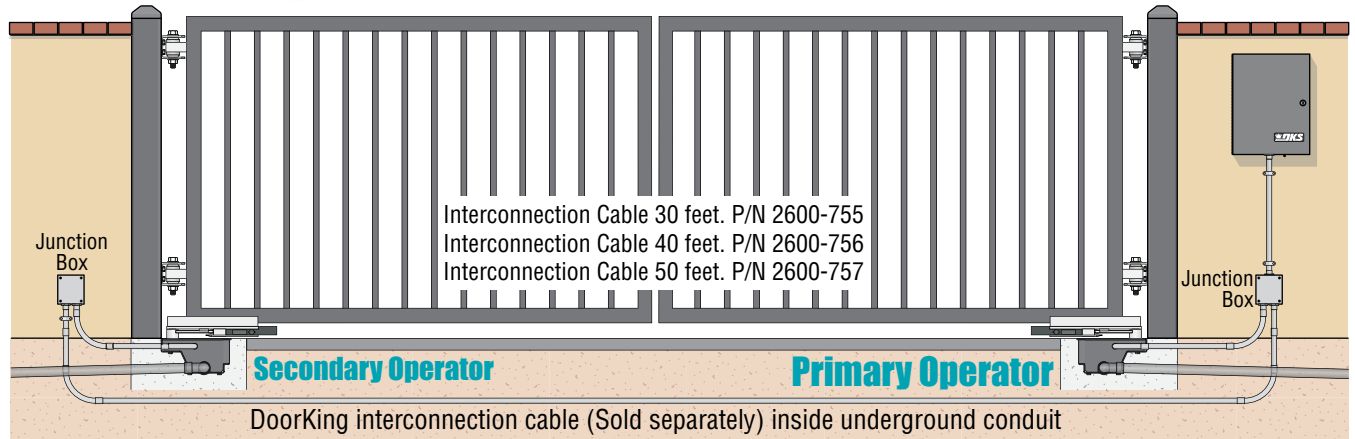 DKS
Interconnection Cable 30 feet. P/N 2600-755
Interconnection Cable 40 feet. P/N 2600-756
Interconnection Cable 50 feet. P/N 2600-757
Junction
Box
Junction
Box
Secondary Operator
Primary Operator
DoorKing interconnection cable (Sold separately) inside underground conduit